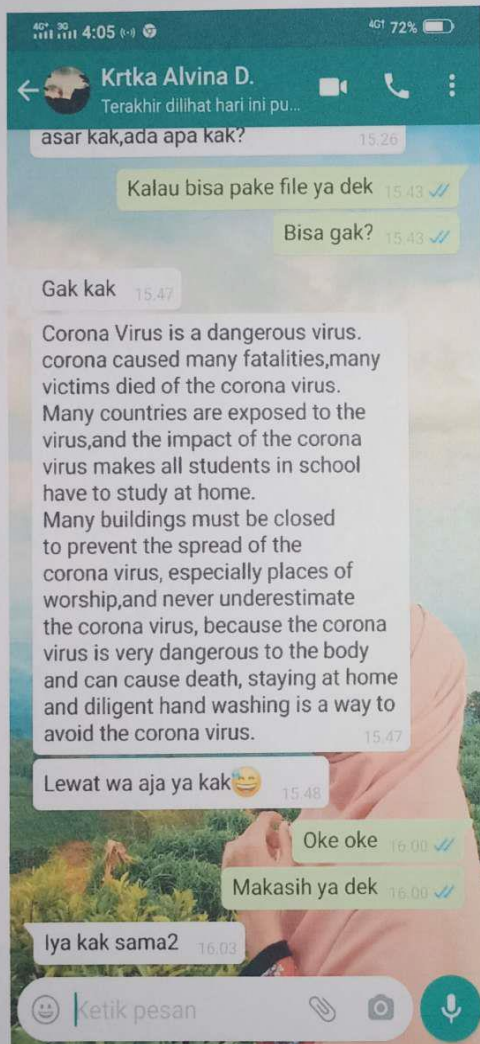 4G+ 3G 4:05 4G↑ 72%
Krtka Alvina D.
Terakhir dilihat hari ini pu...
asar kak,ada apa kak? 15.26
Kalau bisa pake file ya dek 15.43
Bisa gak? 15.43
Gak kak 15.47
Corona Virus is a dangerous virus.
corona caused many fatalities,many
victims died of the corona virus.
Many countries are exposed to the
virus,and the impact of the corona
virus makes all students in school
have to study at home.
Many buildings must be closed
to prevent the spread of the
corona virus, especially places of
worship,and never underestimate
the corona virus, because the corona
virus is very dangerous to the body
and can cause death, staying at home
and diligent hand washing is a way to
avoid the corona virus. 15.47
Lewat wa aja ya kak😅 15.48
Oke oke 16.00
Makasih ya dek 16.00
Iya kak sama2 16.03
Ketik pesan